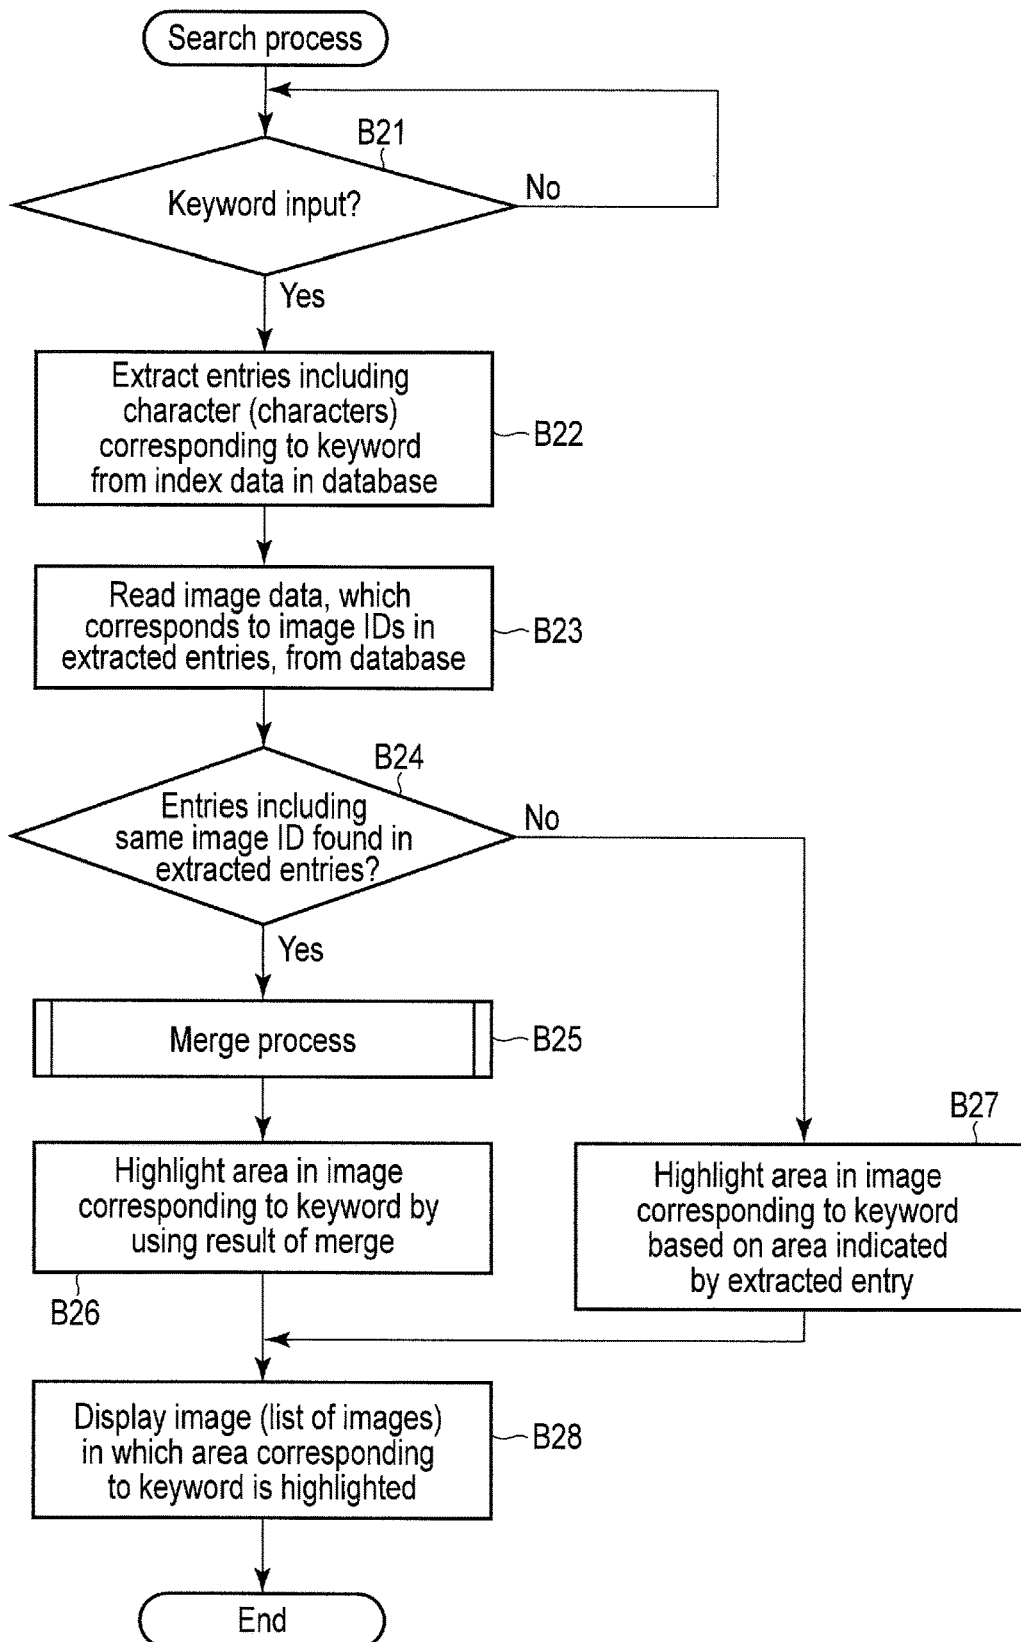 Search process
B21
Keyword input?
No
Yes
Extract entries including
character (characters)
corresponding to keyword
from index data in database
B22
Read image data, which
corresponds to image IDs in
extracted entries, from database
B23
B24
Entries including
same image ID found in
extracted entries?
No
Yes
Merge process
B25
B27
Highlight area in image
corresponding to keyword by
using result of merge
B26
Highlight area in image
corresponding to keyword
based on area indicated
by extracted entry
Display image (list of images)
in which area corresponding
to keyword is highlighted
B28
End